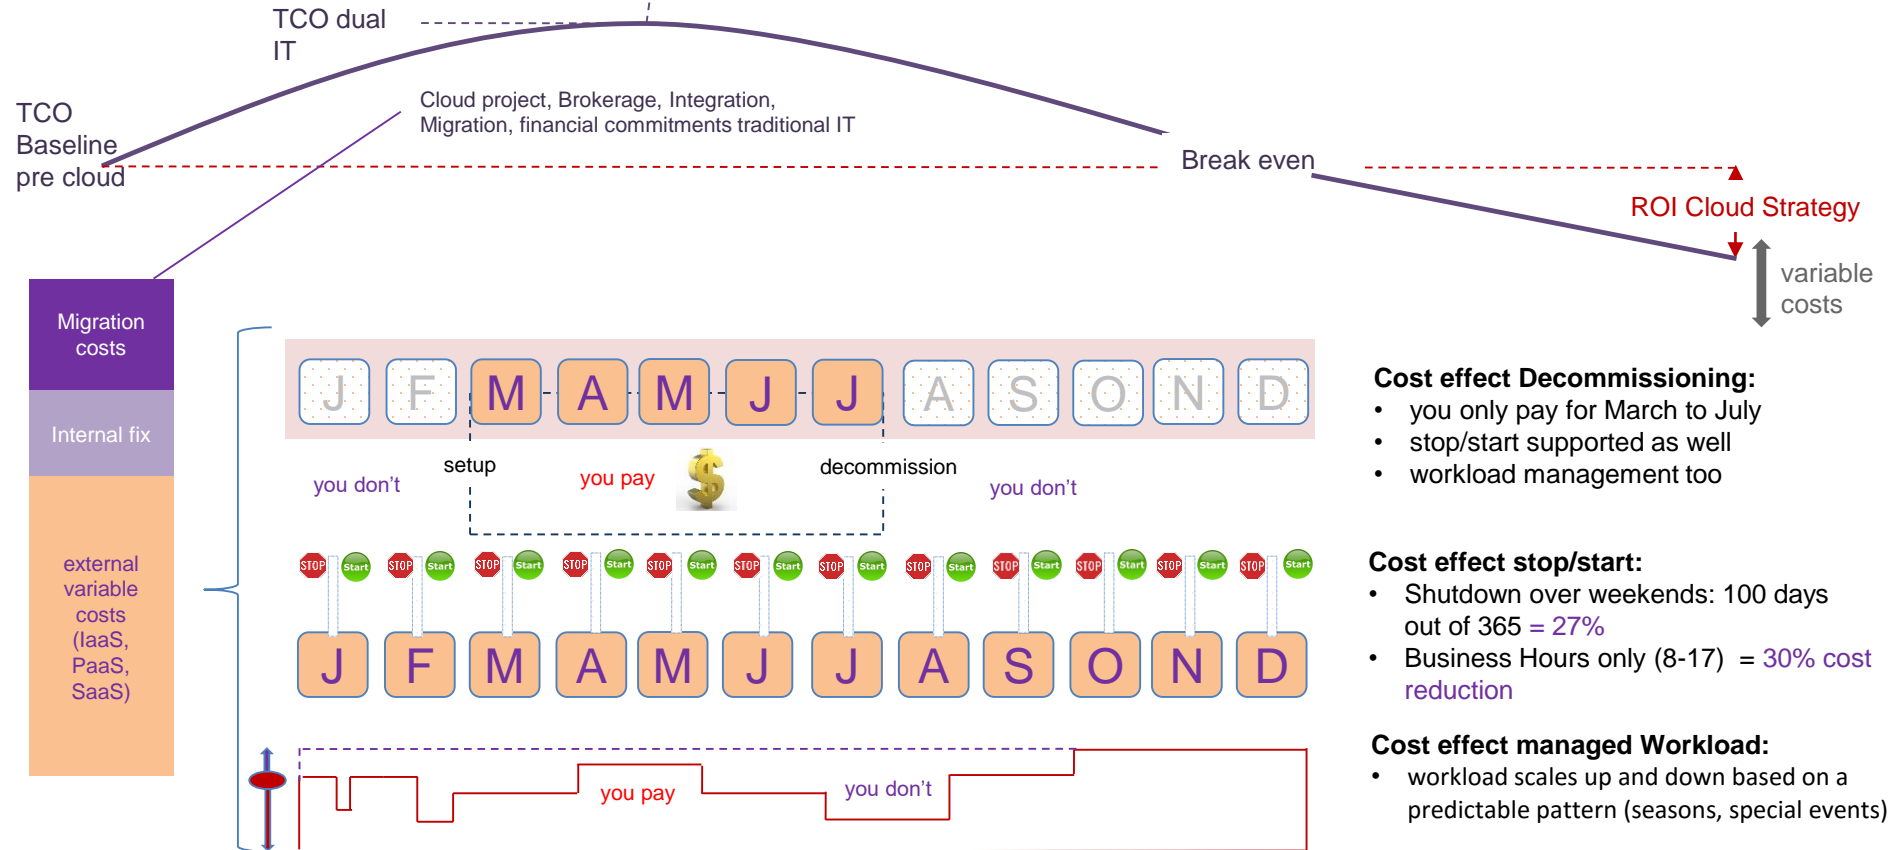 TCO dual
IT
TCO
Baseline
pre cloud
Cloud project, Brokerage, Integration,
Migration, financial commitments traditional IT
Break even
ROI Cloud Strategy
variable
costs
Migration
costs
Internal fix
external
variable
costs
(IaaS,
PaaS,
SaaS)
J F M A M J J A S O N D
you don't
setup
you pay
$
decommission
you don't
STOP Start STOP Start STOP Start STOP Start STOP Start STOP Start STOP Start STOP Start STOP Start STOP Start STOP Start STOP Start
J F M A M J J A S O N D
you pay
you don't
Cost effect Decommissioning:
• you only pay for March to July
• stop/start supported as well
• workload management too
Cost effect stop/start:
• Shutdown over weekends: 100 days
out of 365 = 27%
• Business Hours only (8-17) = 30% cost
reduction
Cost effect managed Workload:
• workload scales up and down based on a
predictable pattern (seasons, special events)